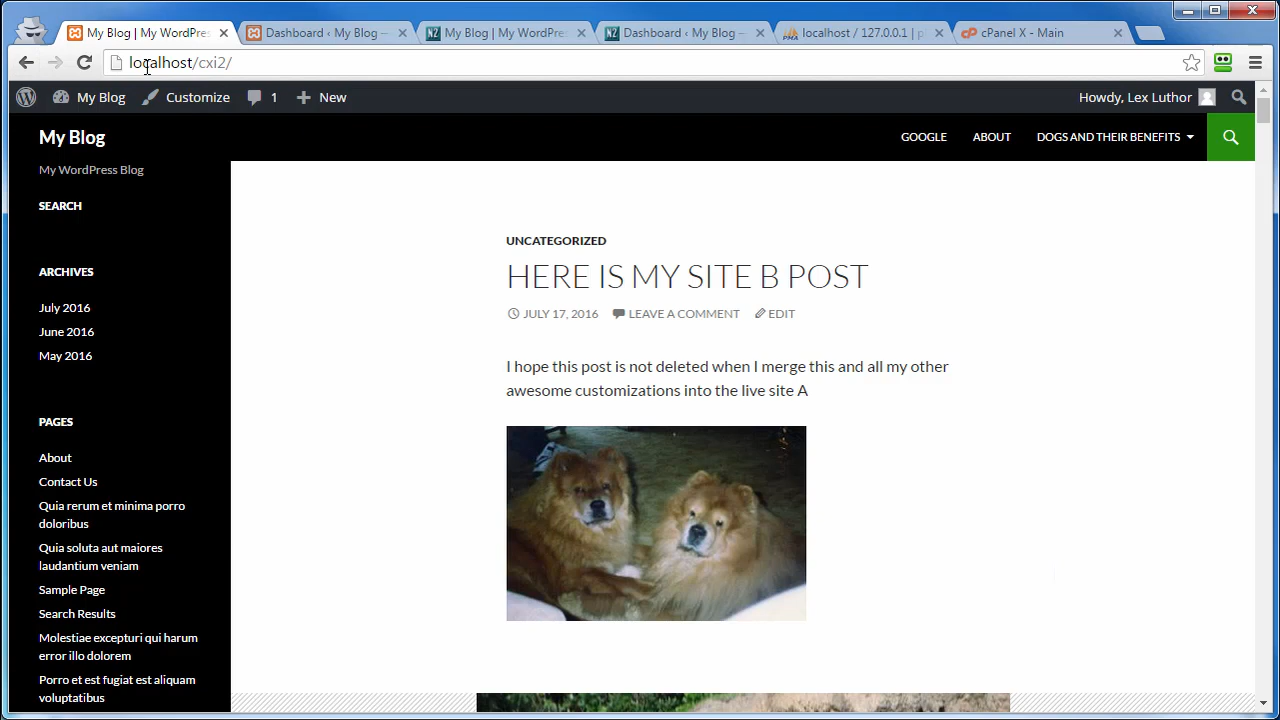 My Blog | My WordPres
Dashboard ‹ My Blog —
My Blog | My WordPres
Dashboard ‹ My Blog —
localhost / 127.0.0.1 | p
cPanel X - Main
localhost/cxi2/
My Blog
Customize
1
New
Howdy, Lex Luthor
My Blog
GOOGLE
ABOUT
DOGS AND THEIR BENEFITS
My WordPress Blog
SEARCH
ARCHIVES
July 2016
June 2016
May 2016
PAGES
About
Contact Us
Quia rerum et minima porro
doloribus
Quia soluta aut maiores
laudantium veniam
Sample Page
Search Results
Molestiae excepturi qui harum
error illo dolorem
Porro et est fugiat est aliquam
voluptatibus
UNCATEGORIZED
HERE IS MY SITE B POST
JULY 17, 2016
LEAVE A COMMENT
EDIT
I hope this post is not deleted when I merge this and all my other
awesome customizations into the live site A